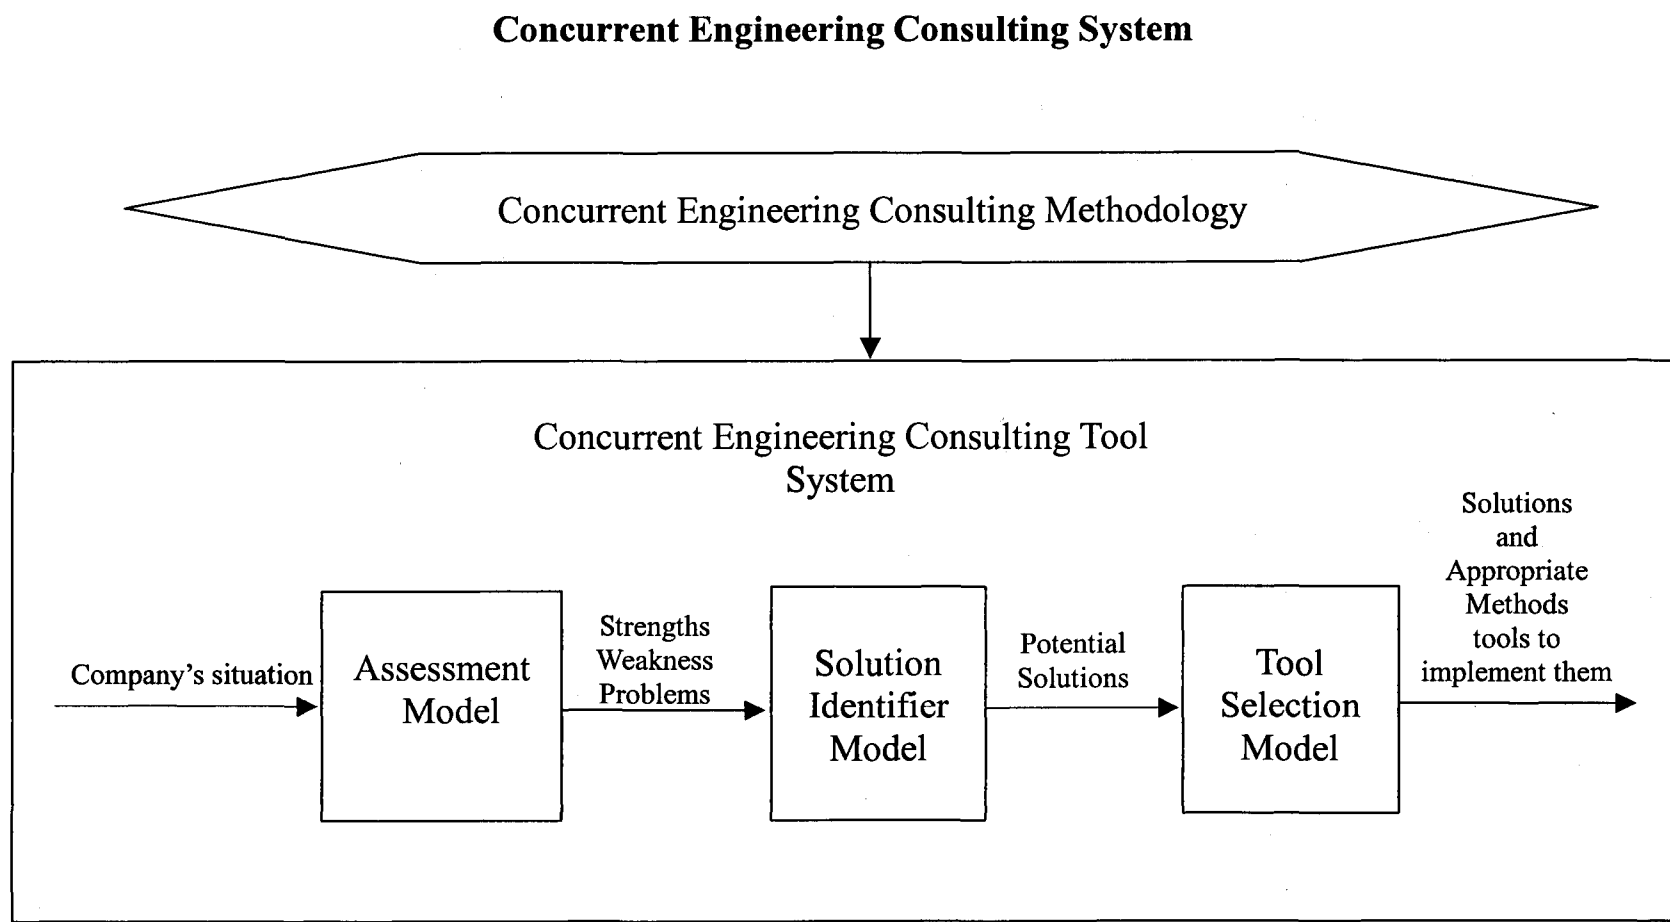 Concurrent Engineering Consulting System
Concurrent Engineering Consulting Methodology
Concurrent Engineering Consulting Tool
System
Company's situation
Assessment
Model
Strengths
Weakness
Problems
Solution
Identifier
Model
Potential
Solutions
Tool
Selection
Model
Solutions
and
Appropriate
Methods
tools to
implement them